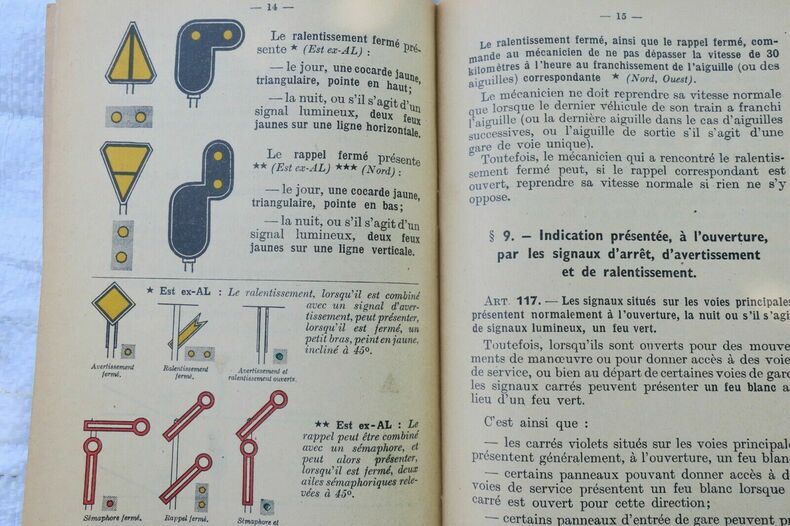 — 14 —
Le ralentissement fermé pré-
sente * (Est ex-AL) :
— le jour, une cocarde jaune,
triangulaire, pointe en haut;
— la nuit, ou s'il s'agit d'un
signal lumineux, deux feux
jaunes sur une ligne horizontale.
Le rappel fermé présente
** (Est ex-AL) *** (Nord) :
— le jour, une cocarde jaune,
triangulaire, pointe en bas;
— la nuit, ou s'il s'agit d'un
signal lumineux, deux feux
jaunes sur une ligne verticale.
* Est ex-AL : Le ralentissement, lorsqu'il est combiné
avec un signal d'aver-
tissement, peut présenter,
lorsqu'il est fermé, un
petit bras, peint en jaune,
incliné à 45°.
Avertissement
fermé.
Ralentissement
fermé.
Avertissement et
ralentissement ouverts.
** Est ex-AL : Le
rappel peut être combiné
avec un sémaphore, et
peut alors présenter,
lorsqu'il est fermé, deux
ailes sémaphoriques rele-
vées à 45°.
Sémaphore fermé.
Rappel fermé.
Sémaphore et
— 15 —
Le ralentissement fermé, ainsi que le rappel fermé, com-
mande au mécanicien de ne pas dépasser la vitesse de 30
kilomètres à l'heure au franchissement de l'aiguille (ou des
aiguilles) correspondante * (Nord, Ouest).
Le mécanicien ne doit reprendre sa vitesse normale
que lorsque le dernier véhicule de son train a franchi
l'aiguille (ou la dernière aiguille dans le cas d'aiguilles
successives, ou l'aiguille de sortie s'il s'agit d'une
gare de voie unique).
Toutefois, le mécanicien qui a rencontré le ralentis-
sement fermé peut, si le rappel correspondant est
ouvert, reprendre sa vitesse normale si rien ne s'y
oppose.
§ 9. — Indication présentée, à l'ouverture,
par les signaux d'arrêt, d'avertissement
et de ralentissement.
ART. 117. — Les signaux situés sur les voies principales
présentent normalement à l'ouverture, la nuit ou s'il s'agi
de signaux lumineux, un feu vert.
Toutefois, lorsqu'ils sont ouverts pour des mouve
ments de manœuvre ou pour donner accès à des voies
de service, ou bien au départ de certaines voies de gare
les signaux carrés peuvent présenter un feu blanc a
lieu d'un feu vert.
C'est ainsi que :
— les carrés violets situés sur les voies principal
présentent généralement, à l'ouverture, un feu blan
— certains panneaux pouvant donner accès à d
voies de service présentent un feu blanc lorsque
carré est ouvert pour cette direction;
— certains panneaux d'entrée de gare peuvent pr